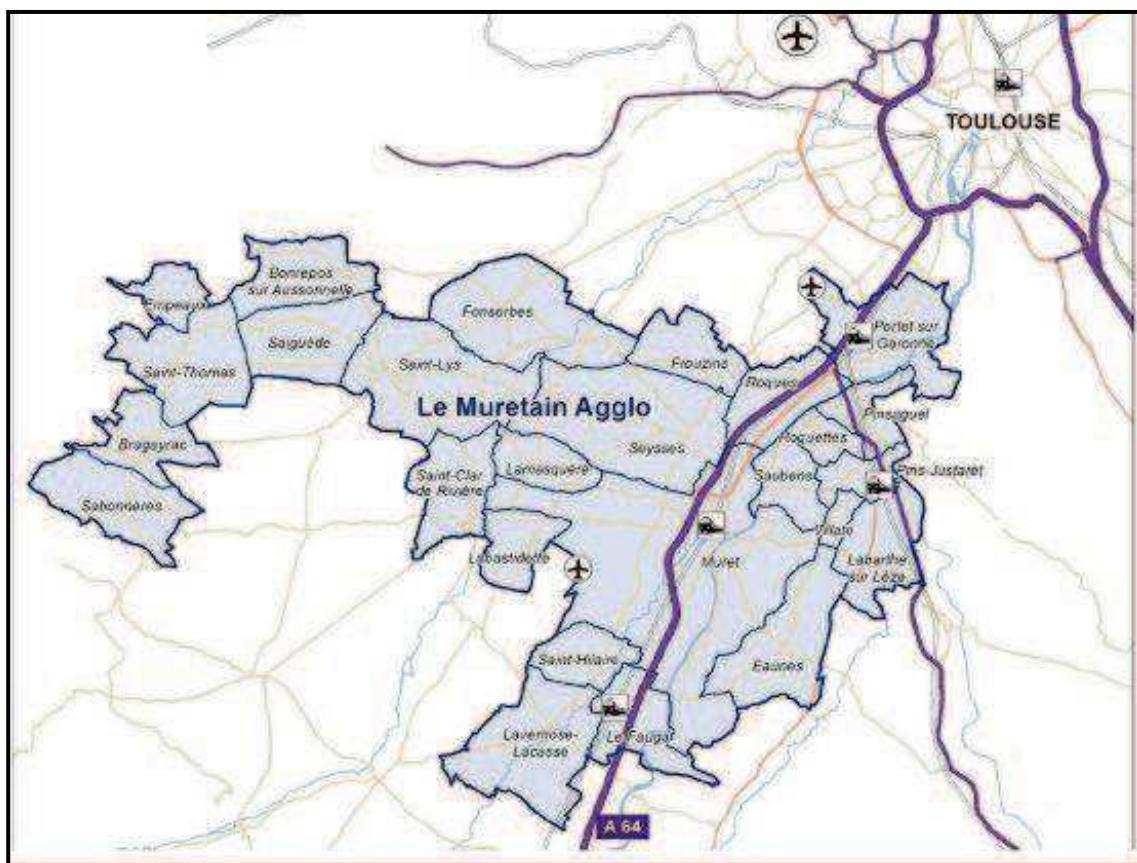 TOULOUSE
Bonrepos
sur Aussonnelle
Empeaux
Fonsorbes
Portet sur
Garonne
Saiguède
Saint-Lys
Frouzins
Saint-Thomas
Roques
Le Muretain Agglo
Pinsaguel
Bragayrac
Roquettes
Seysses
Lamasquère
Saint-Clar
de Rivière
Saubens
Pins-Justaret
Sabonnères
Villate
Labastidette
Muret
Labarthe
sur Lèze
Saint-Hilaire
Eaunes
Lavernose-
Lacasse
Le Fauga
A 64